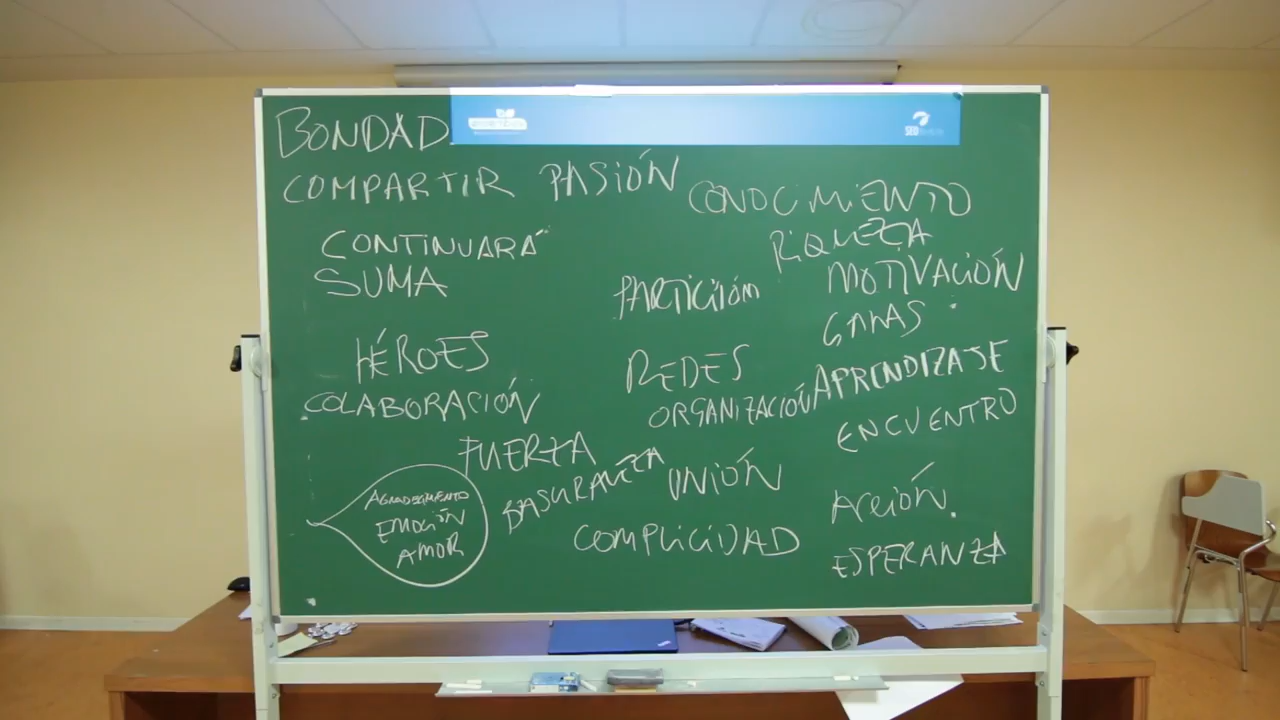 BONDAD
COMPARTIR PASIÓN
CONOCIMIENTO
CONTINUARÁ
RIQUEZA
SUMA
MOTIVACIÓN
GANAS
HÉROES
REDES
APRENDIZAJE
COLABORACIÓN
ORGANIZACIÓN
ENCUENTRO
FUERZA
BASURALEZA
UNIÓN
AGRADECIMIENTO
EMOCIÓN
AMOR
ACCIÓN.
COMPLICIDAD
ESPERANZA
SEO